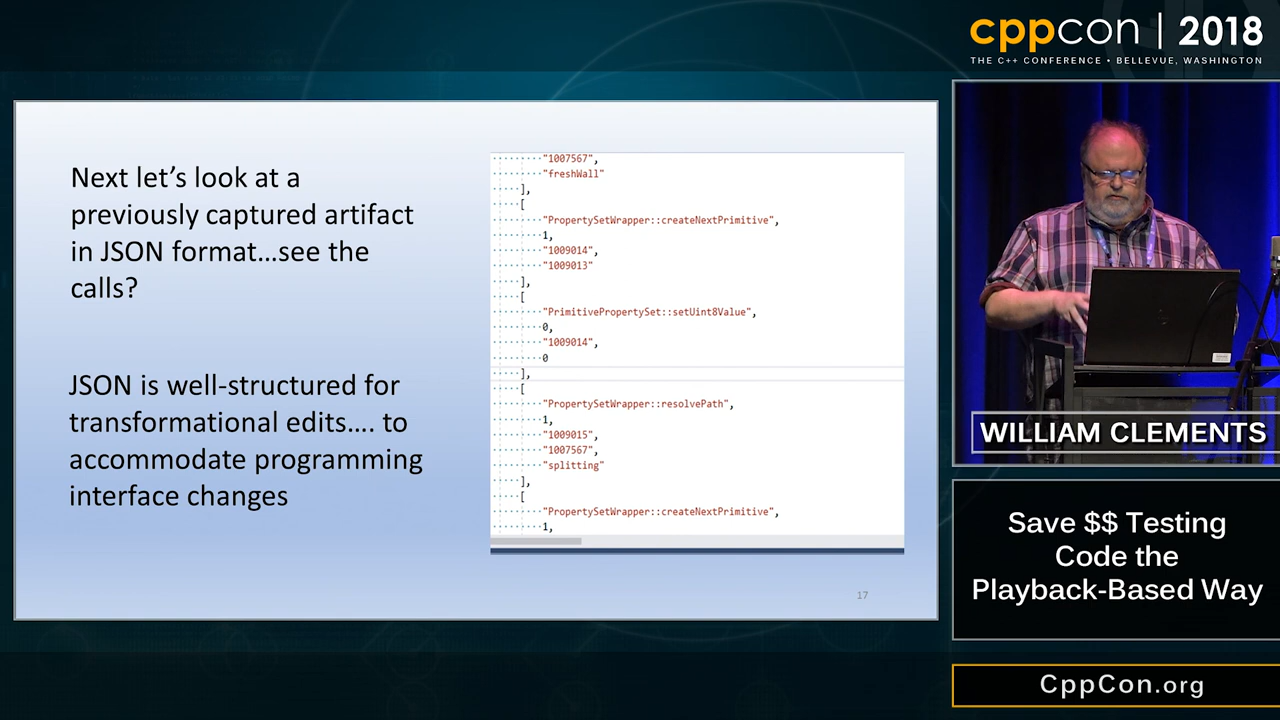 cppcon | 2018
THE C++ CONFERENCE • BELLEVUE, WASHINGTON
Next let’s look at a
previously captured artifact
in JSON format...see the
calls?
JSON is well-structured for
transformational edits.... to
accommodate programming
interface changes
"1007567",
"freshWall"
],
[
"PropertySetWrapper::createNextPrimitive",
1,
"1009014",
"1009013"
],
[
"PrimitivePropertySet::setUint8Value",
0,
"1009014",
0
],
[
"PropertySetWrapper::resolvePath",
1,
"1009015",
"1007567",
"splitting"
],
[
"PropertySetWrapper::createNextPrimitive",
1,
17
WILLIAM CLEMENTS
Save $$ Testing
Code the
Playback-Based Way
CppCon.org